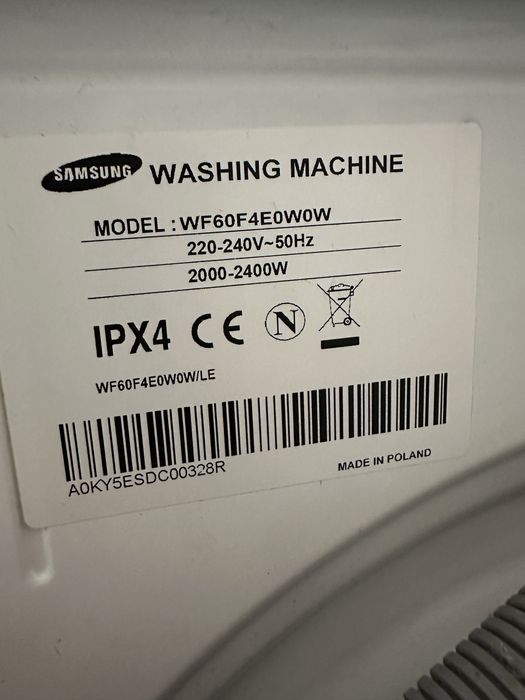 SAMSUNG WASHING MACHINE
MODEL : WF60F4E0W0W
220-240V~50Hz
2000-2400W
IPX4 CE N
WF60F4E0W0W/LE
A0KY5ESDC00328R
MADE IN POLAND